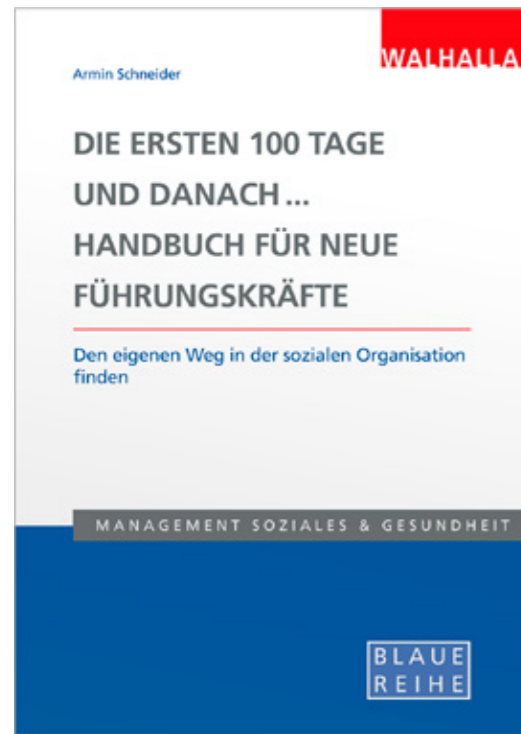 WALHALLA
Armin Schneider
DIE ERSTEN 100 TAGE
UND DANACH ...
HANDBUCH FÜR NEUE
FÜHRUNGSKRÄFTE
Den eigenen Weg in der sozialen Organisation
finden
MANAGEMENT SOZIALES & GESUNDHEIT
BLAUE
REIHE